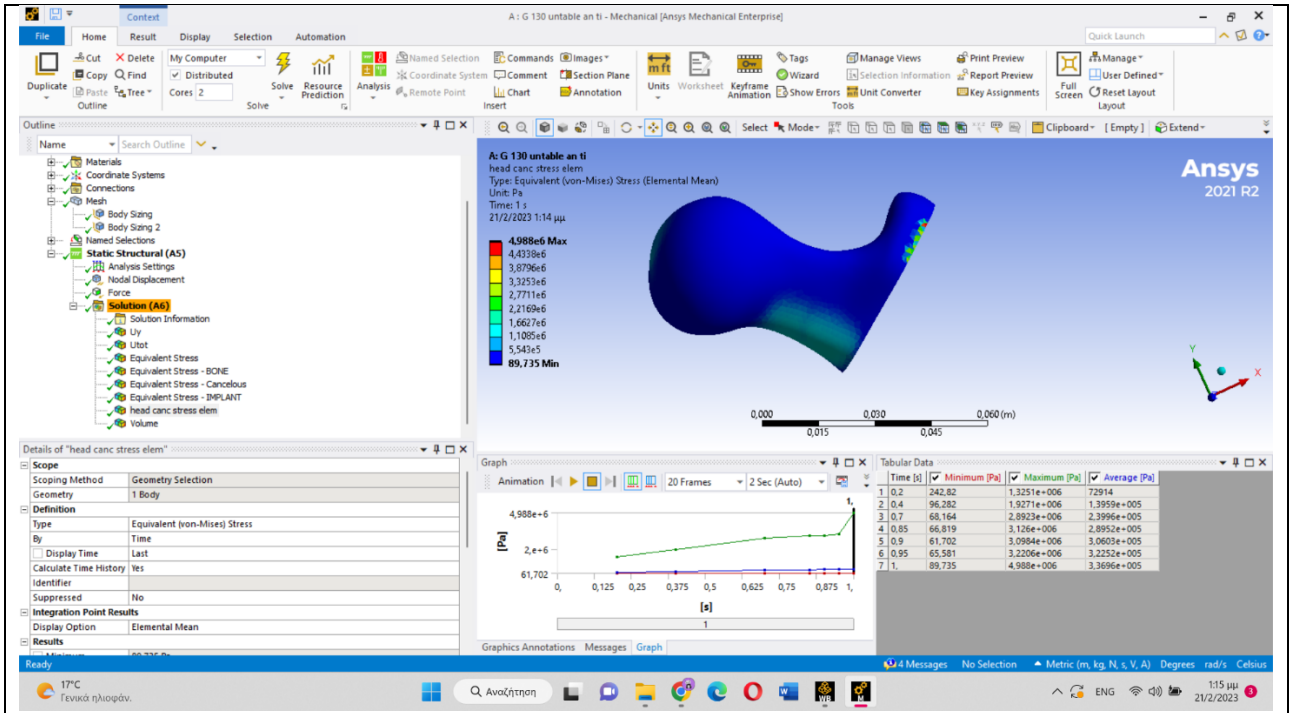 Context
A : G 130 untable an ti - Mechanical [Ansys Mechanical Enterprise]
File Home Result Display Selection Automation
Quick Launch
Duplicate
Cut
Copy
Paste
Delete
Find
Tree
Outline
My Computer
Distributed
Cores 2
Solve
Resource Prediction
Solve
Analysis
Named Selection
Coordinate System
Remote Point
Commands
Comment
Chart
Images
Section Plane
Annotation
Insert
Units
Worksheet
Keyframe Animation
Tags
Wizard
Show Errors
Manage Views
Selection Information
Unit Converter
Print Preview
Report Preview
Key Assignments
Tools
Full Screen
Manage
User Defined
Reset Layout
Layout
Outline
Name Search Outline
Select Mode Clipboard [ Empty ] Extend
Materials
Coordinate Systems
Connections
Mesh
Body Sizing
Body Sizing 2
Named Selections
Static Structural (A5)
Analysis Settings
Nodal Displacement
Force
Solution (A6)
Solution Information
Uy
Utot
Equivalent Stress
Equivalent Stress - BONE
Equivalent Stress - Cancelous
Equivalent Stress - IMPLANT
head canc stress elem
Volume
A: G 130 untable an ti
head canc stress elem
Type: Equivalent (von-Mises) Stress (Elemental Mean)
Unit: Pa
Time: 1 s
21/2/2023 1:14 μμ
4,988e6 Max
4,4338e6
3,8796e6
3,3253e6
2,7711e6
2,2169e6
1,6627e6
1,1085e6
5,543e5
89,735 Min
Ansys
2021 R2
Y
X
0,000 0,030 0,060 (m)
0,015 0,045
Details of "head canc stress elem"
Scope
Scoping Method Geometry Selection
Geometry 1 Body
Definition
Type Equivalent (von-Mises) Stress
By Time
Display Time Last
Calculate Time History Yes
Identifier
Suppressed No
Integration Point Results
Display Option Elemental Mean
Results
Graph
Animation 20 Frames 2 Sec (Auto)
1,
4,988e+6
[Pa]
2,e+6
61,702
0, 0,125 0,25 0,375 0,5 0,625 0,75 0,875 1,
[s]
1
Graphics Annotations Messages Graph
Tabular Data
Time [s] Minimum [Pa] Maximum [Pa] Average [Pa]
1 0,2 242,82 1,3251e+006 72914
2 0,4 96,282 1,9271e+006 1,3959e+005
3 0,7 68,164 2,8923e+006 2,3996e+005
4 0,85 66,819 3,126e+006 2,8952e+005
5 0,9 61,702 3,0984e+006 3,0603e+005
6 0,95 65,581 3,2206e+006 3,2252e+005
7 1, 89,735 4,988e+006 3,3696e+005
Ready
4 Messages No Selection Metric (m, kg, N, s, V, A) Degrees rad/s Celsius
17°C
Γενικά ηλιοφάν.
Αναζήτηση
ENG
1:15 μμ
21/2/2023
3